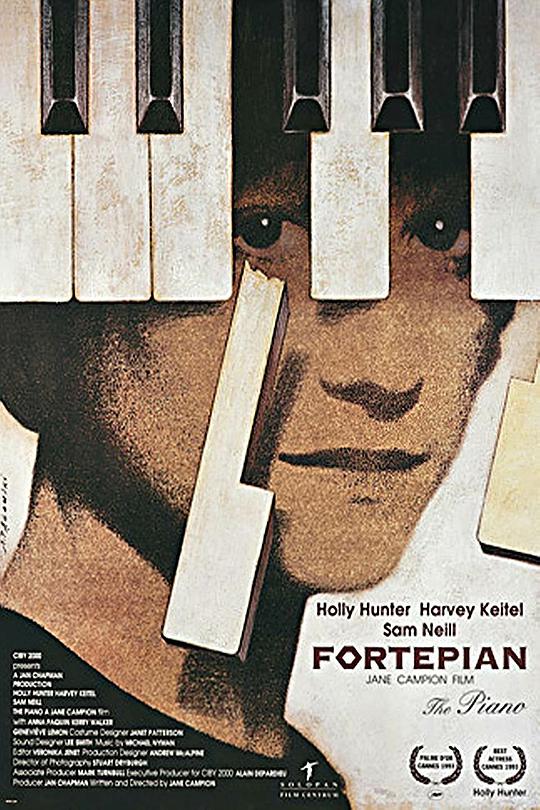 Holly Hunter Harvey Keitel
Sam Neill
FORTEPIAN
JANE CAMPION FILM
The Piano
CIBY 2000
presents
A JAN CHAPMAN
PRODUCTION
HOLLY HUNTER HARVEY KEITEL
SAM NEILL
THE PIANO A JANE CAMPION film
with ANNA PAQUIN KERRY WALKER
GENEVIÈVE LEMON Costume Designer JANET PATTERSON
Sound Designer LEE SMITH Music by MICHAEL NYMAN
Editor VERONIKA JENET Production Designer ANDREW McALPINE
Director of Photography STUART DRYBURGH
Associate Producer MARK TURNBULL Executive Producer for CIBY 2000 ALAIN DEPARDIEU
Producer JAN CHAPMAN Written and Directed by JANE CAMPION
SOLOPAN
FILM CENTRUM
PALME D'OR
CANNES 1993
BEST
ACTRESS
CANNES 1993
Holly Hunter